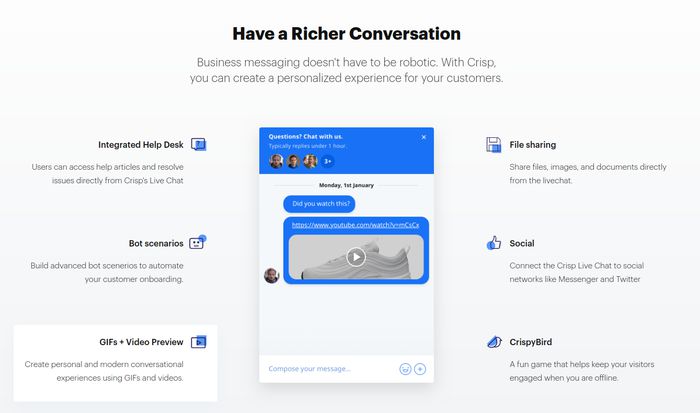 Have a Richer Conversation
Business messaging doesn't have to be robotic. With Crisp,
you can create a personalized experience for your customers.
Integrated Help Desk
Users can access help articles and resolve
issues directly from Crisp's Live Chat
Bot scenarios
Build advanced bot scenerios to automate
your customer onboarding.
GIFs + Video Preview
Create personal and modern conversational
experiences using GIFs and videos.
Questions? Chat with us.
Typically replies under 1 hour.
3+
Monday, 1st January
Did you watch this?
https://www.youtube.com/watch?v=mCsCx
Compose your message...
File sharing
Share files, images, and documents directly
from the livechat.
Social
Connect the Crisp Live Chat to social
networks like Messenger and Twitter
CrispyBird
A fun game that helps keep your visitors
engaged when you are offline.